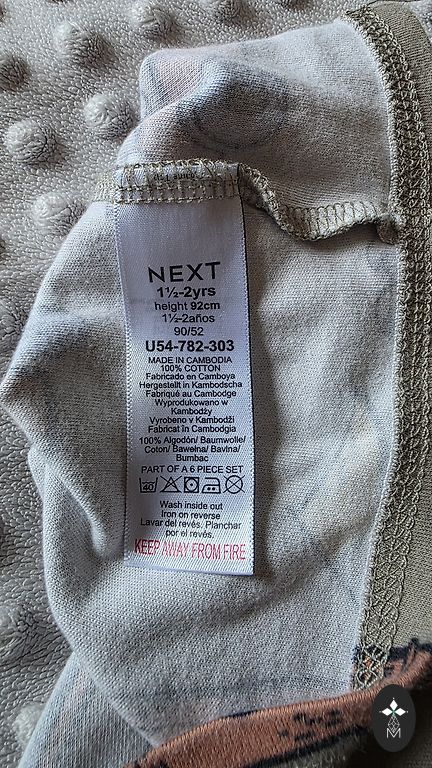 NEXT
1½-2yrs
height 92cm
1½-2años
90/52
U54-782-303
MADE IN CAMBODIA
100% COTTON
Fabricado en Camboya
Hergestellt in Kambodscha
Fabriqué au Cambodge
Wyprodukowano w
Kambodży
Vyrobeno v Kambodži
Fabricat în Cambodgia
100% Algodón/ Baumwolle/
Coton/ Bawełna/ Bavlna/
Bumbac
PART OF A 6 PIECE SET
40
Wash inside out
Iron on reverse
Lavar del revés. Planchar
por el revés.
KEEP AWAY FROM FIRE
M